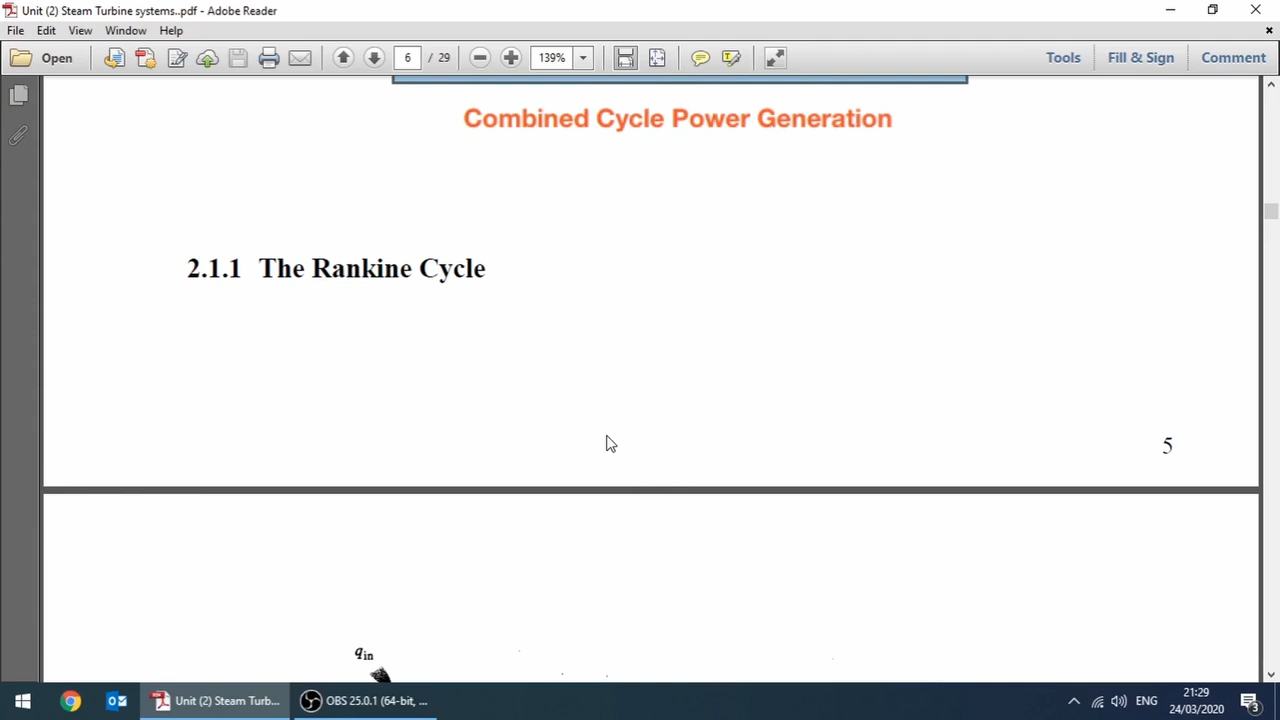 Unit (2) Steam Turbine systems..pdf - Adobe Reader
File Edit View Window Help
Open 6 / 29 139% Tools Fill & Sign Comment
Combined Cycle Power Generation
2.1.1 The Rankine Cycle
5
qin
Unit (2) Steam Turb...
OBS 25.0.1 (64-bit, ...
ENG
21:29
24/03/2020
3